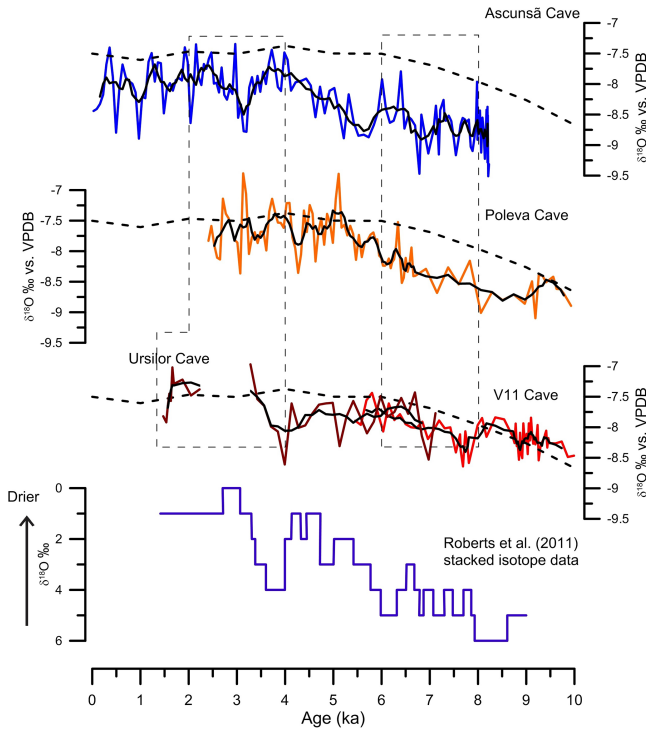 Ascunsã Cave
-7
-7.5
-8
-8.5
-9
-9.5
δ¹⁸O ‰ vs. VPDB
Poleva Cave
-7
-7.5
-8
-8.5
-9
-9.5
δ¹⁸O ‰ vs. VPDB
Ursilor Cave
V11 Cave
-7
-7.5
-8
-8.5
-9
-9.5
δ¹⁸O ‰ vs. VPDB
Drier
0
2
4
6
δ¹⁸O ‰
Roberts et al. (2011)
stacked isotope data
0 1 2 3 4 5 6 7 8 9 10
Age (ka)